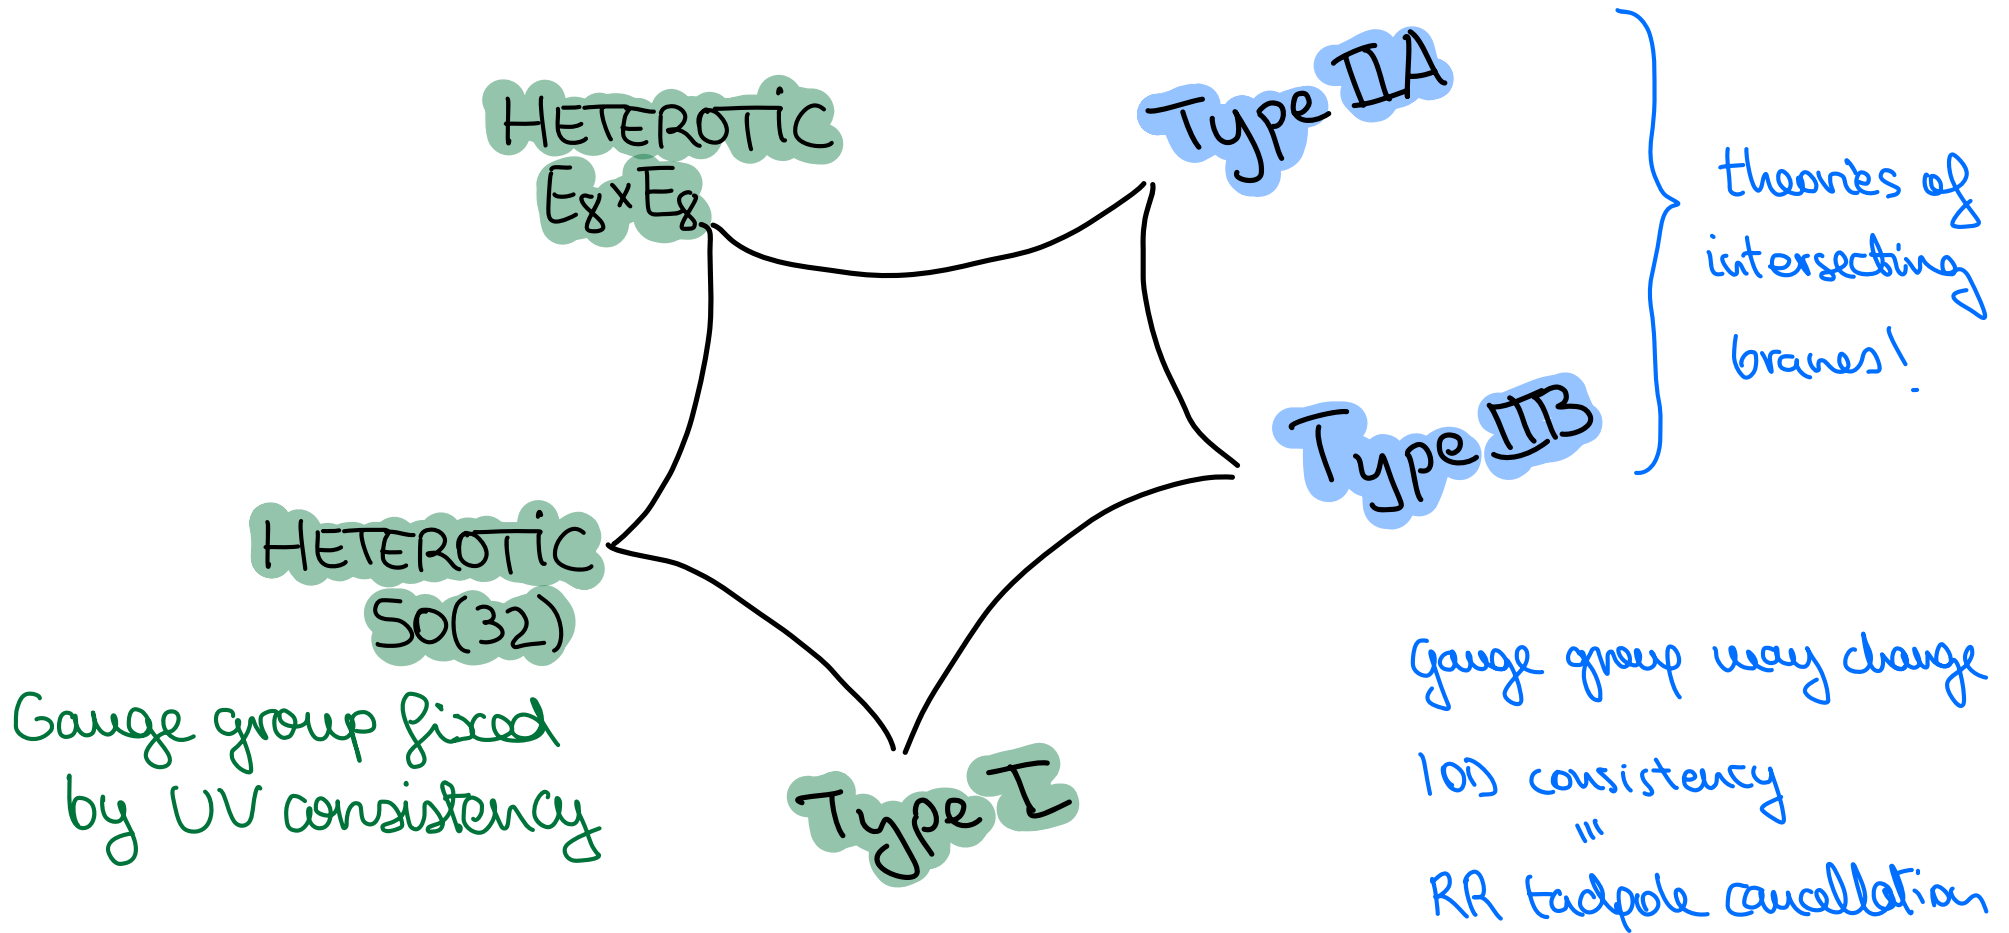 HETEROTIC
E8×E8
Type IIA
theories of
intersecting
branes!
Type IIB
HETEROTIC
SO(32)
Gauge group fixed
by UV consistency
Type I
gauge group may change
10D consistency
"'
RR tadpole cancellation